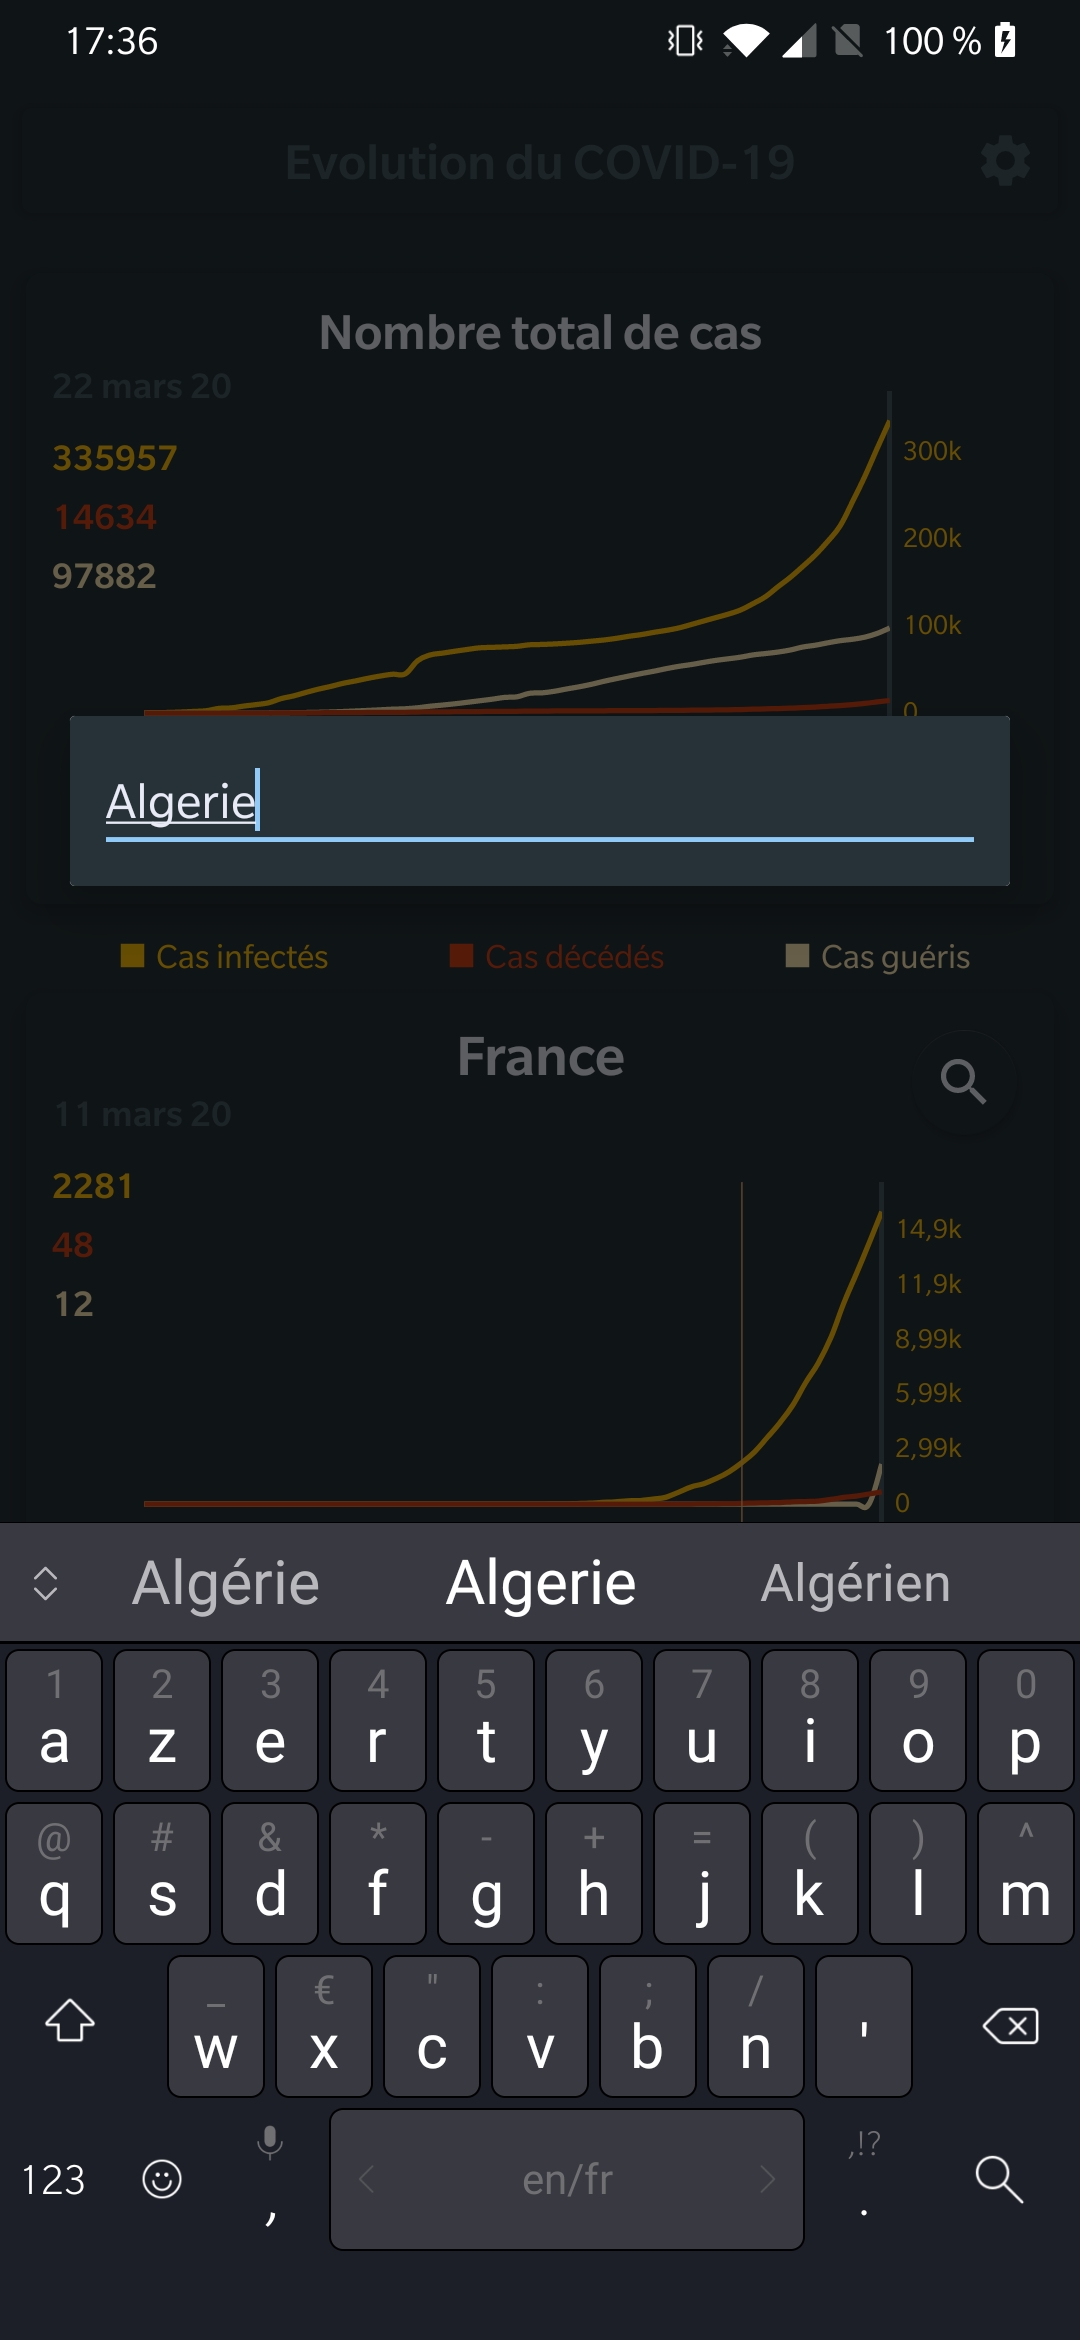 17:36
100 %
Evolution du COVID-19
Nombre total de cas
22 mars 20
335957
14634
97882
300k
200k
100k
0
Algerie
Cas infectés
Cas décédés
Cas guéris
France
11 mars 20
2281
48
12
14,9k
11,9k
8,99k
5,99k
2,99k
0
Algérie Algerie Algérien
1 2 3 4 5 6 7 8 9 0
a z e r t y u i o p
@ # & * - + = ( ) ^
q s d f g h j k l m
_ € " : ; /
w x c v b n '
,!?
123 , en/fr .